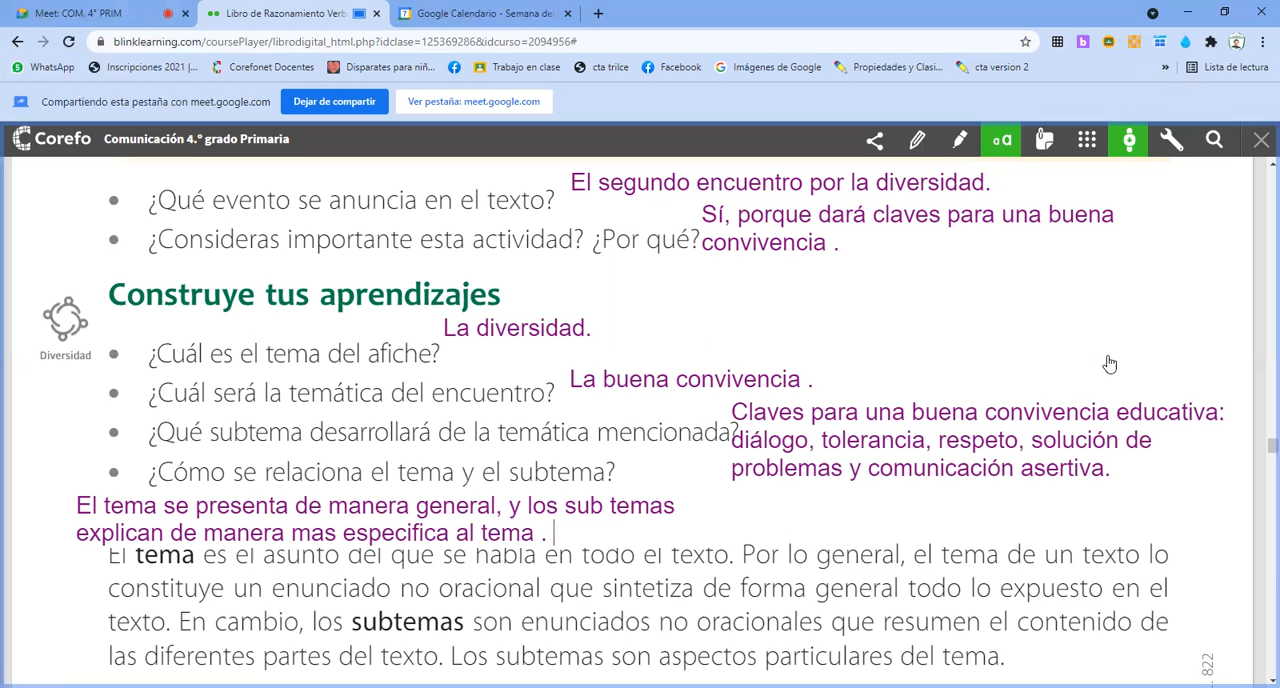 Meet: COM. 4° PRIM
Libro de Razonamiento Verb
Google Calendario - Semana del
blinklearning.com/coursePlayer/librodigital_html.php?idclase=125369286&idcurso=2094956#
WhatsApp
Inscripciones 2021 |...
Corefonet Docentes
Disparates para niñ...
Trabajo en clase
cta trilce
Facebook
Imágenes de Google
Propiedades y Clasi...
cta version 2
»
Lista de lectura
Compartiendo esta pestaña con meet.google.com
Dejar de compartir
Ver pestaña: meet.google.com
Corefo
Comunicación 4.º grado Primaria
aa
• ¿Qué evento se anuncia en el texto?
El segundo encuentro por la diversidad.
• ¿Consideras importante esta actividad? ¿Por qué?
Sí, porque dará claves para una buena
convivencia .
Construye tus aprendizajes
Diversidad
La diversidad.
• ¿Cuál es el tema del afiche?
• ¿Cuál será la temática del encuentro?
La buena convivencia .
• ¿Qué subtema desarrollará de la temática mencionada?
Claves para una buena convivencia educativa:
diálogo, tolerancia, respeto, solución de
problemas y comunicación asertiva.
• ¿Cómo se relaciona el tema y el subtema?
El tema se presenta de manera general, y los sub temas
explican de manera mas especifica al tema .
El tema es el asunto del que se habla en todo el texto. Por lo general, el tema de un texto lo
constituye un enunciado no oracional que sintetiza de forma general todo lo expuesto en el
texto. En cambio, los subtemas son enunciados no oracionales que resumen el contenido de
las diferentes partes del texto. Los subtemas son aspectos particulares del tema.
. 822